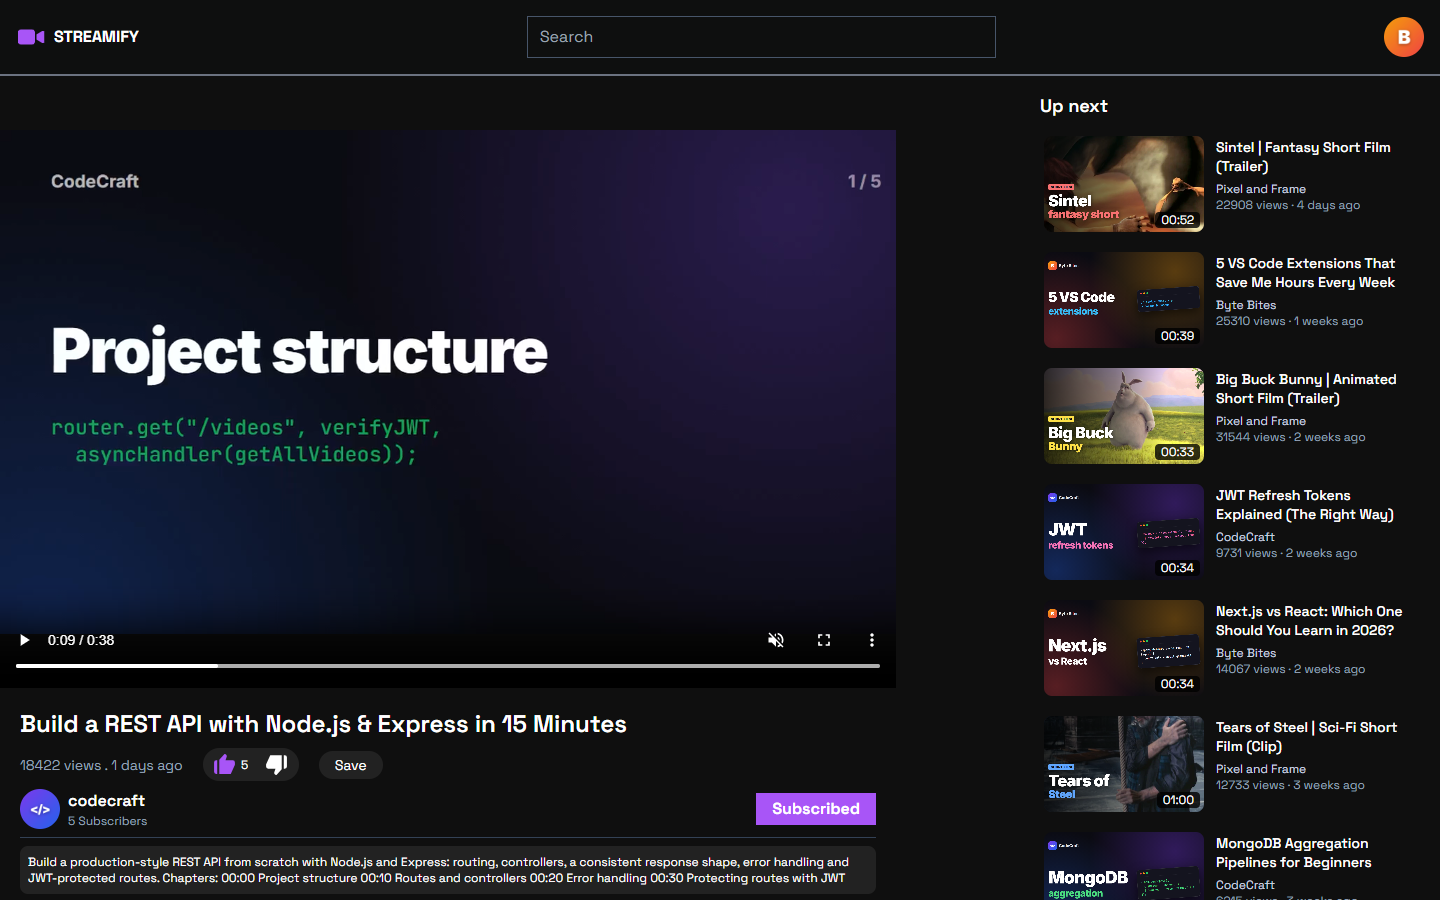 STREAMIFY
Search
B
CodeCraft
1 / 5
Project structure
router.get("/videos", verifyJWT,
asyncHandler(getAllVideos));
0:09 / 0:38
Build a REST API with Node.js & Express in 15 Minutes
18422 views . 1 days ago
5
Save
</>
codecraft
5 Subscribers
Subscribed
Build a production-style REST API from scratch with Node.js and Express: routing, controllers, a consistent response shape, error handling and
JWT-protected routes. Chapters: 00:00 Project structure 00:10 Routes and controllers 00:20 Error handling 00:30 Protecting routes with JWT
Up next
Sintel
fantasy short
00:52
Sintel | Fantasy Short Film
(Trailer)
Pixel and Frame
22908 views · 4 days ago
Byte Bites
5 VS Code
extensions
00:39
5 VS Code Extensions That
Save Me Hours Every Week
Byte Bites
25310 views · 1 weeks ago
Big Buck
Bunny
00:33
Big Buck Bunny | Animated
Short Film (Trailer)
Pixel and Frame
31544 views · 2 weeks ago
CodeCraft
JWT
refresh tokens
00:34
JWT Refresh Tokens
Explained (The Right Way)
CodeCraft
9731 views · 2 weeks ago
Byte Bites
Next.js
vs React
00:34
Next.js vs React: Which One
Should You Learn in 2026?
Byte Bites
14067 views · 2 weeks ago
Tears of
Steel
01:00
Tears of Steel | Sci-Fi Short
Film (Clip)
Pixel and Frame
12733 views · 3 weeks ago
CodeCraft
MongoDB
aggregation
MongoDB Aggregation
Pipelines for Beginners
CodeCraft